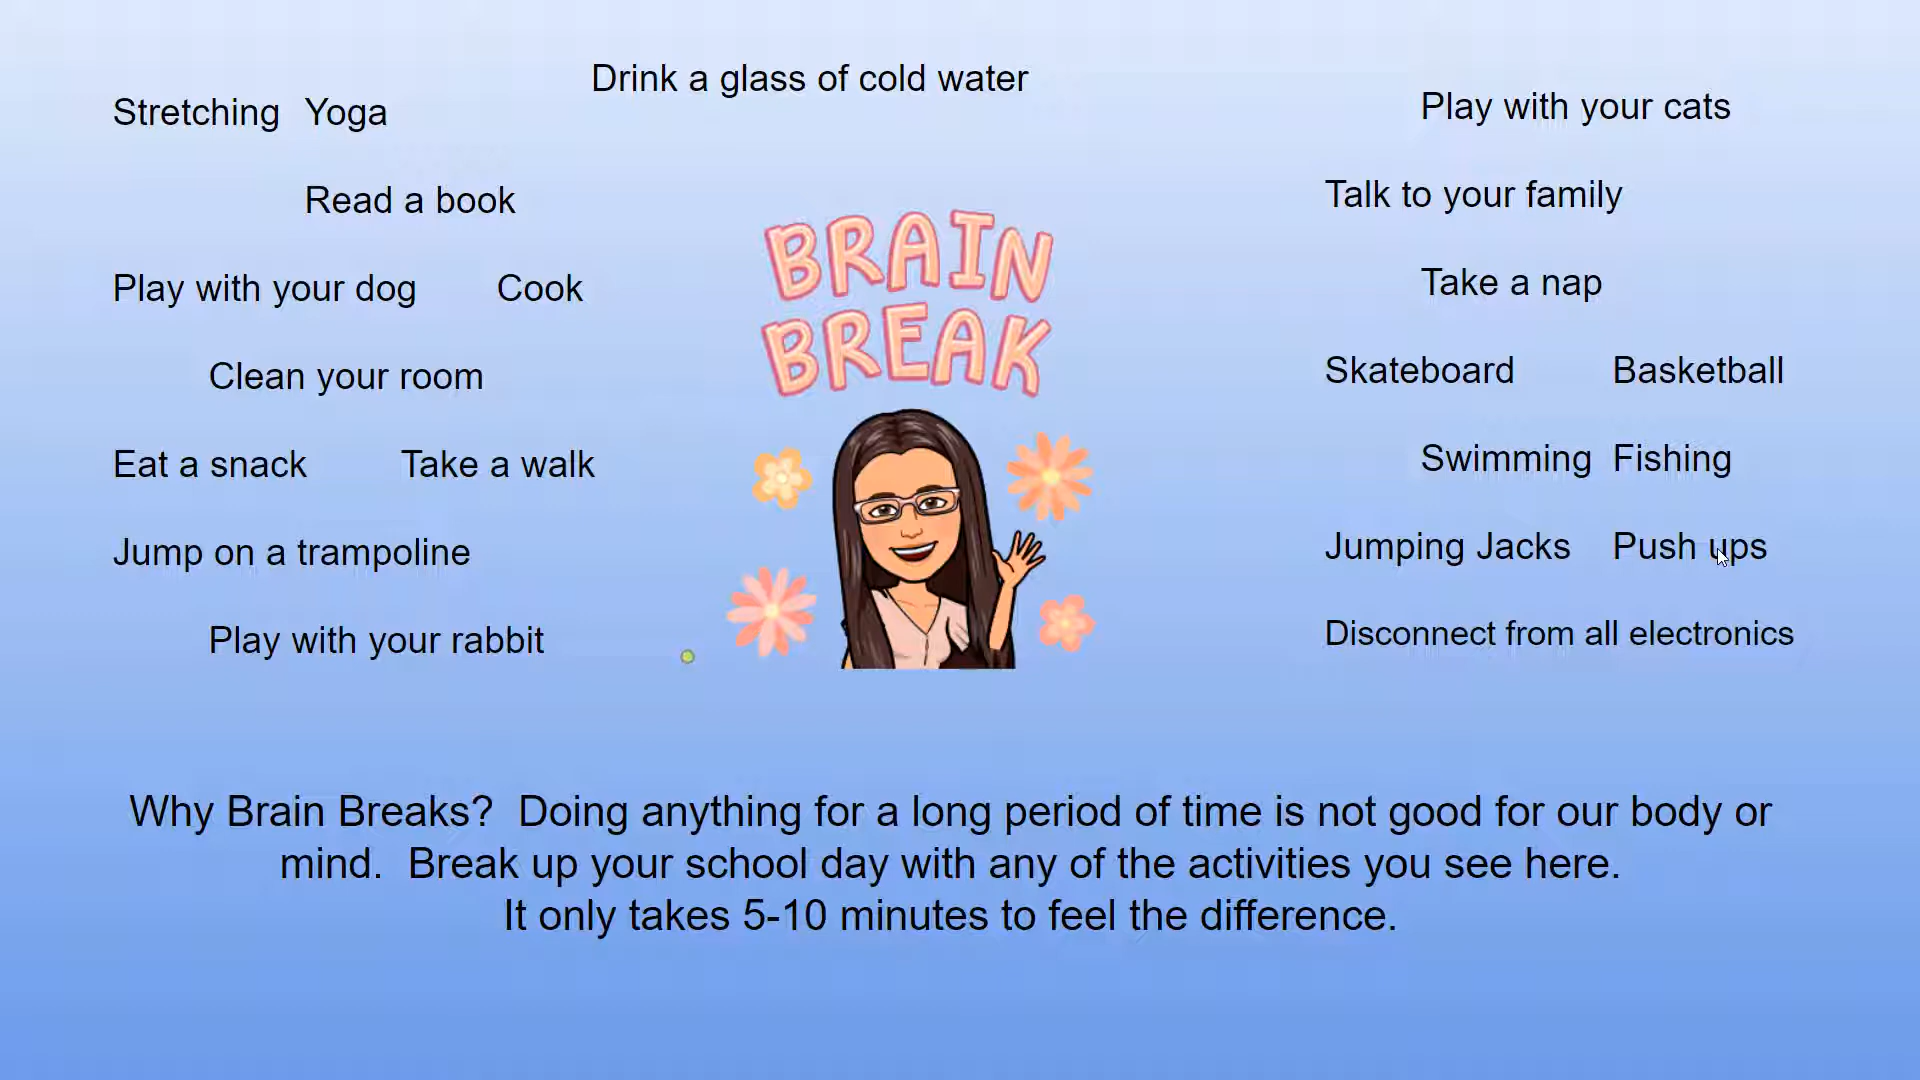 Drink a glass of cold water
Stretching Yoga
Read a book
Play with your dog Cook
Clean your room
Eat a snack Take a walk
Jump on a trampoline
Play with your rabbit
BRAIN
BREAK
Play with your cats
Talk to your family
Take a nap
Skateboard Basketball
Swimming Fishing
Jumping Jacks Push ups
Disconnect from all electronics
Why Brain Breaks? Doing anything for a long period of time is not good for our body or
mind. Break up your school day with any of the activities you see here.
It only takes 5-10 minutes to feel the difference.